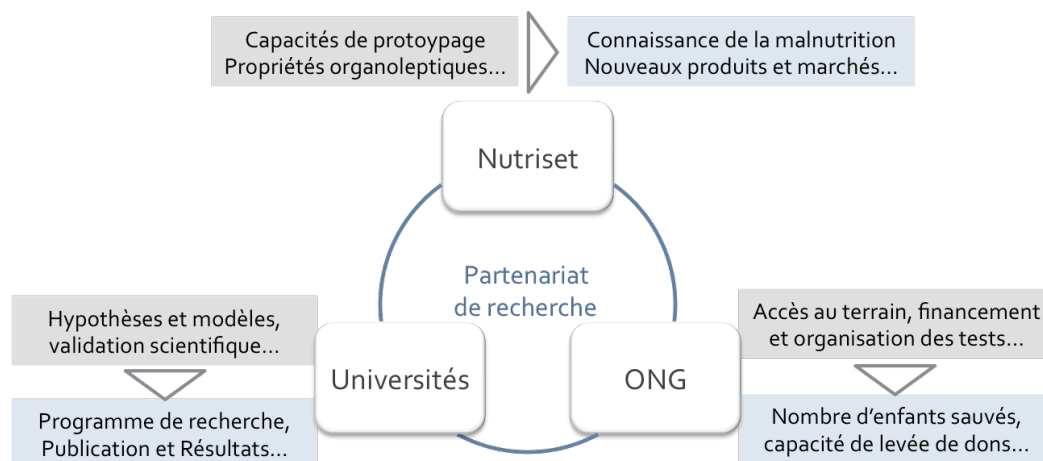 Capacités de protoypage
Propriétés organoleptiques...
Connaissance de la malnutrition
Nouveaux produits et marchés...
Nutriset
Partenariat
de recherche
Hypothèses et modèles,
validation scientifique...
Accès au terrain, financement
et organisation des tests...
Universités
ONG
Programme de recherche,
Publication et Résultats...
Nombre d'enfants sauvés,
capacité de levée de dons...